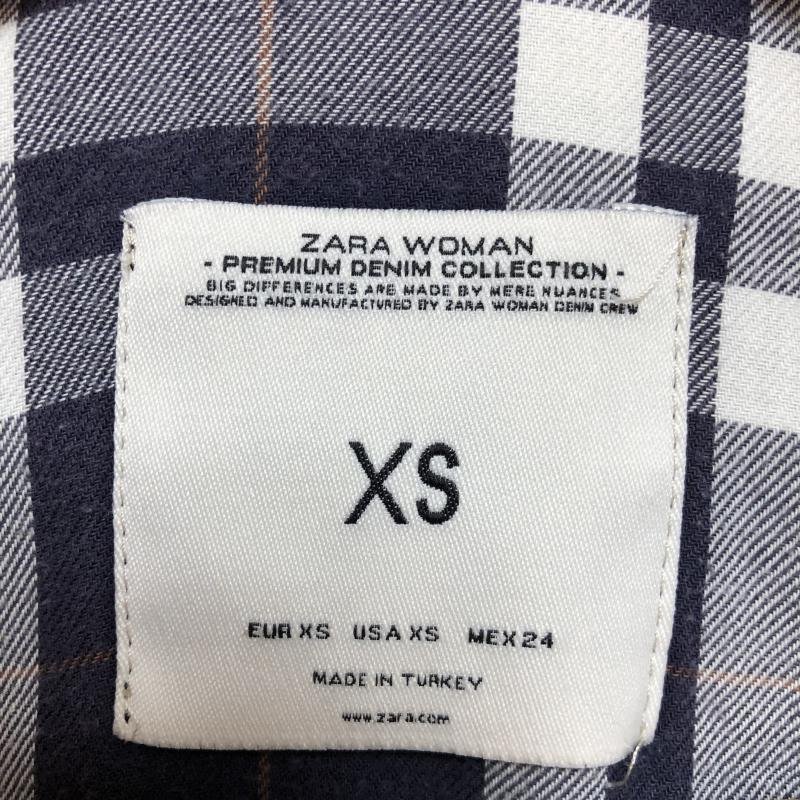 ZARA WOMAN
- PREMIUM DENIM COLLECTION -
BIG DIFFERENCES ARE MADE BY MERE NUANCES
DESIGNED AND MANUFACTURED BY ZARA WOMAN DENIM CREW
XS
EUR XS USA XS MEX 24
MADE IN TURKEY
www.zara.com